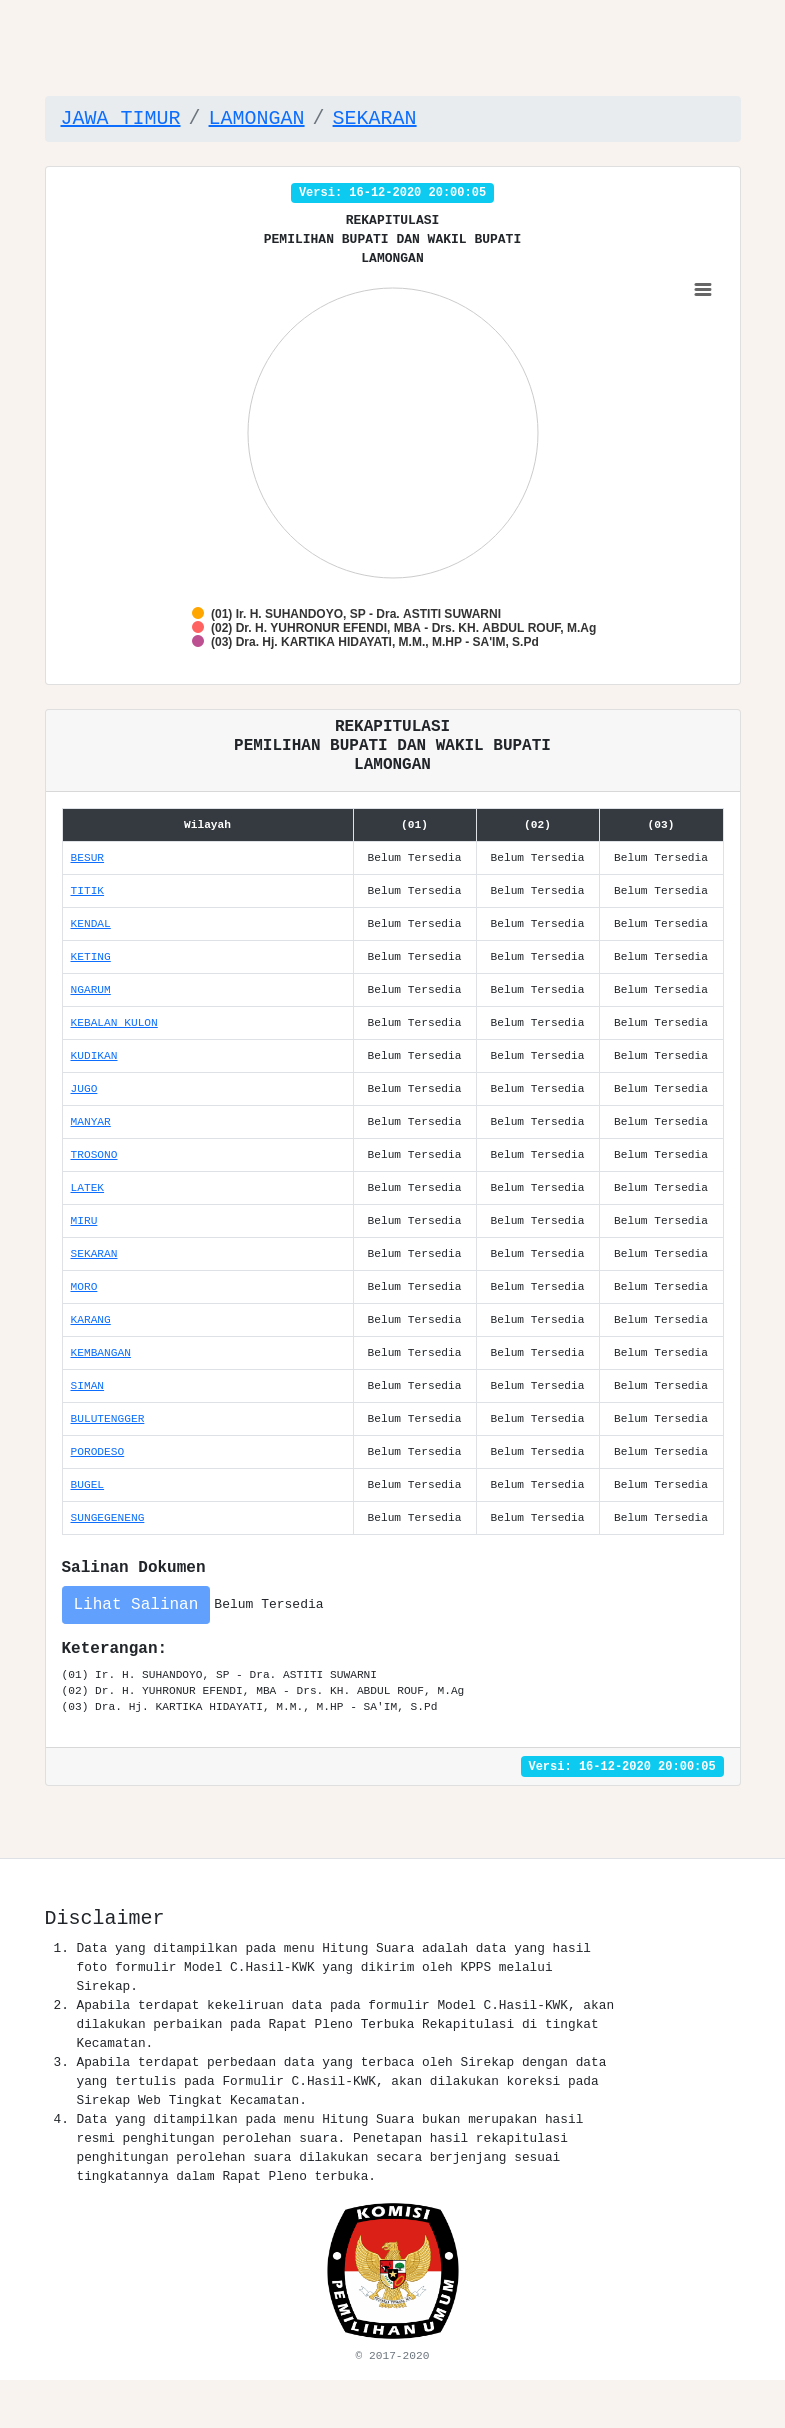 JAWA TIMUR / LAMONGAN / SEKARAN
Versi: 16-12-2020 20:00:05
REKAPITULASI
PEMILIHAN BUPATI DAN WAKIL BUPATI
LAMONGAN
(01) Ir. H. SUHANDOYO, SP - Dra. ASTITI SUWARNI
(02) Dr. H. YUHRONUR EFENDI, MBA - Drs. KH. ABDUL ROUF, M.Ag
(03) Dra. Hj. KARTIKA HIDAYATI, M.M., M.HP - SA'IM, S.Pd
REKAPITULASI
PEMILIHAN BUPATI DAN WAKIL BUPATI
LAMONGAN
Wilayah (01) (02) (03)
BESUR Belum Tersedia Belum Tersedia Belum Tersedia
TITIK Belum Tersedia Belum Tersedia Belum Tersedia
KENDAL Belum Tersedia Belum Tersedia Belum Tersedia
KETING Belum Tersedia Belum Tersedia Belum Tersedia
NGARUM Belum Tersedia Belum Tersedia Belum Tersedia
KEBALAN KULON Belum Tersedia Belum Tersedia Belum Tersedia
KUDIKAN Belum Tersedia Belum Tersedia Belum Tersedia
JUGO Belum Tersedia Belum Tersedia Belum Tersedia
MANYAR Belum Tersedia Belum Tersedia Belum Tersedia
TROSONO Belum Tersedia Belum Tersedia Belum Tersedia
LATEK Belum Tersedia Belum Tersedia Belum Tersedia
MIRU Belum Tersedia Belum Tersedia Belum Tersedia
SEKARAN Belum Tersedia Belum Tersedia Belum Tersedia
MORO Belum Tersedia Belum Tersedia Belum Tersedia
KARANG Belum Tersedia Belum Tersedia Belum Tersedia
KEMBANGAN Belum Tersedia Belum Tersedia Belum Tersedia
SIMAN Belum Tersedia Belum Tersedia Belum Tersedia
BULUTENGGER Belum Tersedia Belum Tersedia Belum Tersedia
PORODESO Belum Tersedia Belum Tersedia Belum Tersedia
BUGEL Belum Tersedia Belum Tersedia Belum Tersedia
SUNGEGENENG Belum Tersedia Belum Tersedia Belum Tersedia
Salinan Dokumen
Lihat Salinan Belum Tersedia
Keterangan:
(01) Ir. H. SUHANDOYO, SP - Dra. ASTITI SUWARNI
(02) Dr. H. YUHRONUR EFENDI, MBA - Drs. KH. ABDUL ROUF, M.Ag
(03) Dra. Hj. KARTIKA HIDAYATI, M.M., M.HP - SA'IM, S.Pd
Versi: 16-12-2020 20:00:05
Disclaimer
1. Data yang ditampilkan pada menu Hitung Suara adalah data yang hasil
foto formulir Model C.Hasil-KWK yang dikirim oleh KPPS melalui
Sirekap.
2. Apabila terdapat kekeliruan data pada formulir Model C.Hasil-KWK, akan
dilakukan perbaikan pada Rapat Pleno Terbuka Rekapitulasi di tingkat
Kecamatan.
3. Apabila terdapat perbedaan data yang terbaca oleh Sirekap dengan data
yang tertulis pada Formulir C.Hasil-KWK, akan dilakukan koreksi pada
Sirekap Web Tingkat Kecamatan.
4. Data yang ditampilkan pada menu Hitung Suara bukan merupakan hasil
resmi penghitungan perolehan suara. Penetapan hasil rekapitulasi
penghitungan perolehan suara dilakukan secara berjenjang sesuai
tingkatannya dalam Rapat Pleno terbuka.
KOMISI
PEMILIHAN UMUM
© 2017-2020